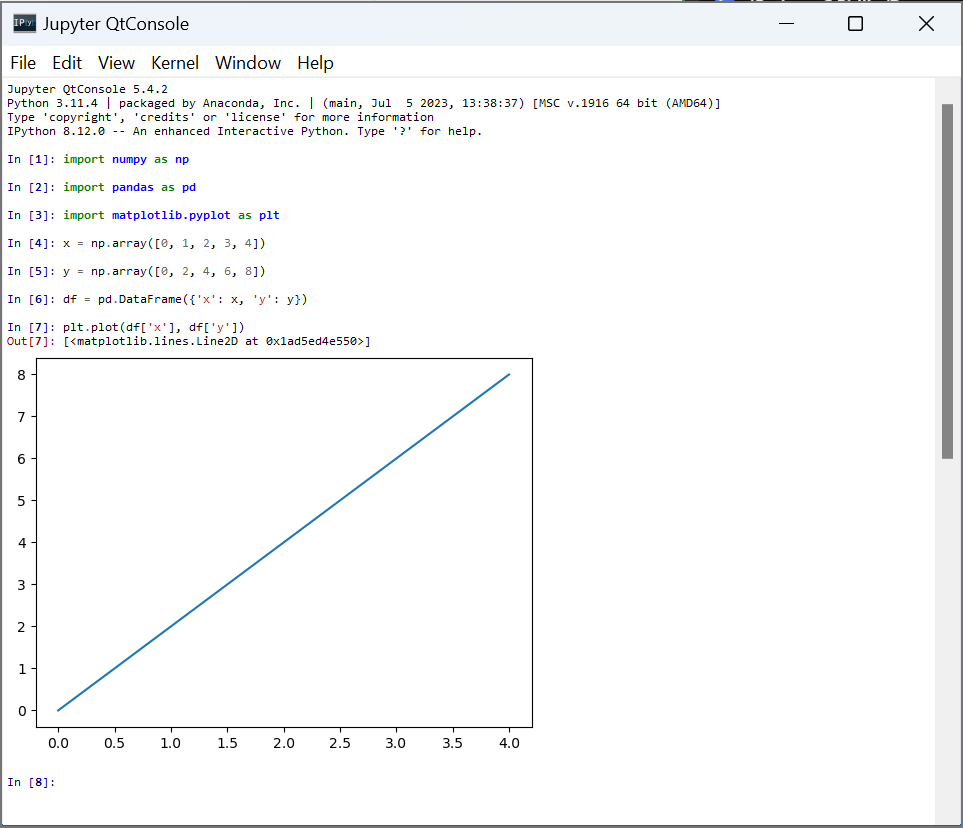 IP[y]:
Jupyter QtConsole
File Edit View Kernel Window Help
Jupyter QtConsole 5.4.2
Python 3.11.4 | packaged by Anaconda, Inc. | (main, Jul  5 2023, 13:38:37) [MSC v.1916 64 bit (AMD64)]
Type 'copyright', 'credits' or 'license' for more information
IPython 8.12.0 -- An enhanced Interactive Python. Type '?' for help.
In [1]: import numpy as np
In [2]: import pandas as pd
In [3]: import matplotlib.pyplot as plt
In [4]: x = np.array([0, 1, 2, 3, 4])
In [5]: y = np.array([0, 2, 4, 6, 8])
In [6]: df = pd.DataFrame({'x': x, 'y': y})
In [7]: plt.plot(df['x'], df['y'])
Out[7]: [<matplotlib.lines.Line2D at 0x1ad5ed4e550>]
8
7
6
5
4
3
2
1
0
0.0 0.5 1.0 1.5 2.0 2.5 3.0 3.5 4.0
In [8]: